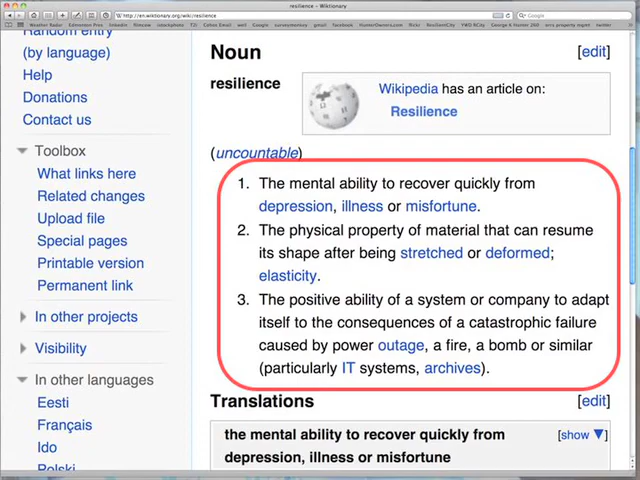 resilience – Wiktionary
http://en.wiktionary.org/wiki/resilience
Google
Random entry
(by language)
Help
Donations
Contact us
Toolbox
What links here
Related changes
Upload file
Special pages
Printable version
Permanent link
In other projects
Visibility
In other languages
Eesti
Français
Ido
Polski
Noun
[edit]
resilience
Wikipedia has an article on:
Resilience
(uncountable)
1. The mental ability to recover quickly from
depression, illness or misfortune.
2. The physical property of material that can resume
its shape after being stretched or deformed;
elasticity.
3. The positive ability of a system or company to adapt
itself to the consequences of a catastrophic failure
caused by power outage, a fire, a bomb or similar
(particularly IT systems, archives).
Translations
[edit]
the mental ability to recover quickly from
depression, illness or misfortune
[show ▼]